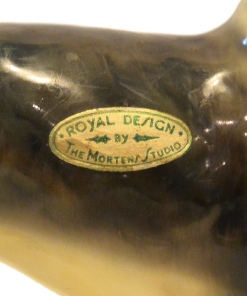 ROYAL DESIGN
BY
THE MORTENS STUDIO